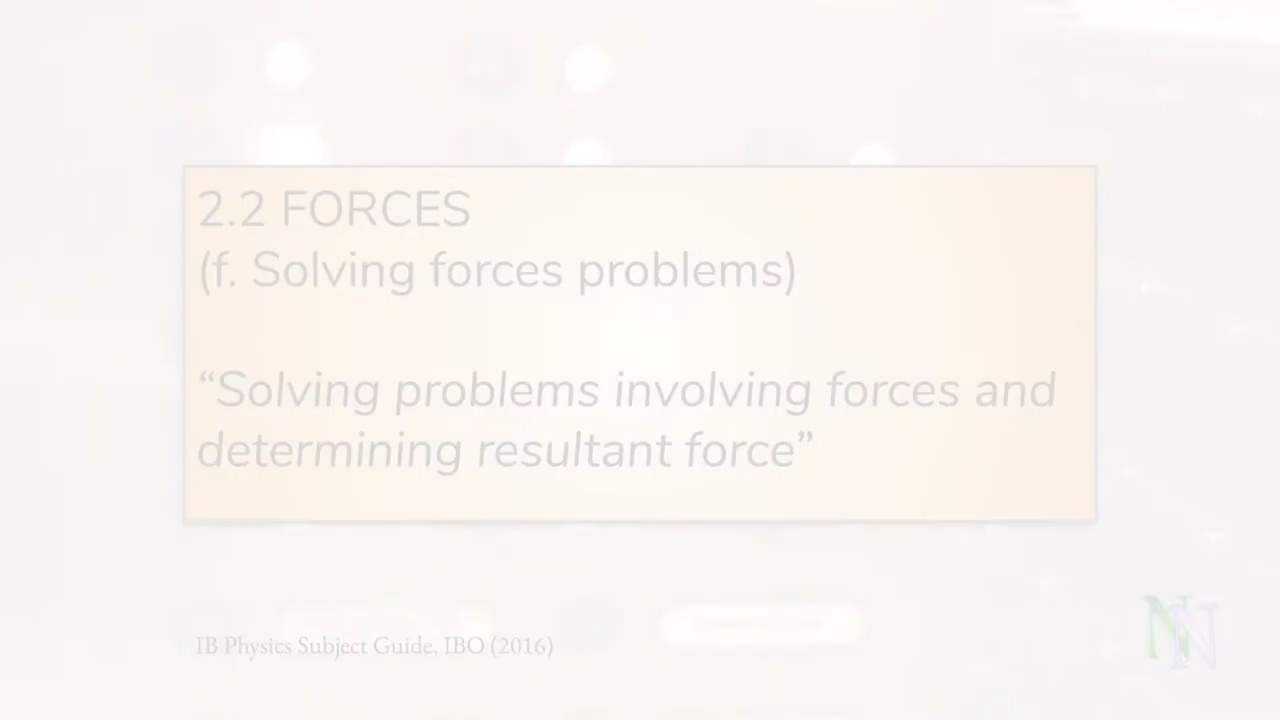 2.2 FORCES
(f. Solving forces problems)
“Solving problems involving forces and
determining resultant force”
IB Physics Subject Guide, IBO (2016)
NN